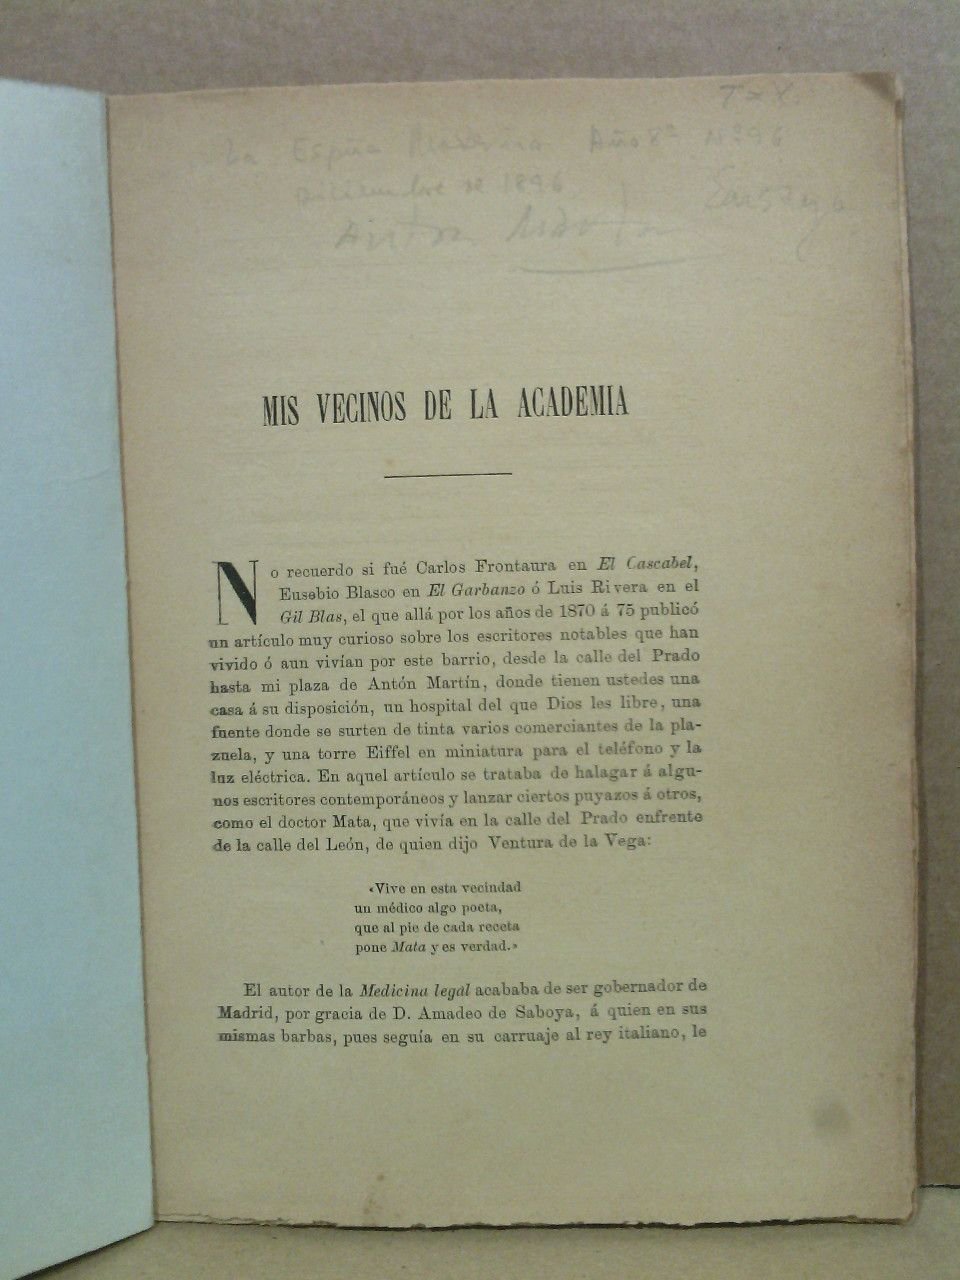 La España Moderna Año 8º Nº 96
Diciembre de 1896
MIS VECINOS DE LA ACADEMIA
No recuerdo si fué Carlos Frontaura en El Cascabel,
Eusebio Blasco en El Garbanzo ó Luis Rivera en el
Gil Blas, el que allá por los años de 1870 á 75 publicó
un artículo muy curioso sobre los escritores notables que han
vivido ó aun vivían por este barrio, desde la calle del Prado
hasta mi plaza de Antón Martín, donde tienen ustedes una
casa á su disposición, un hospital del que Dios les libre, una
fuente donde se surten de tinta varios comerciantes de la pla-
zuela, y una torre Eiffel en miniatura para el teléfono y la
luz eléctrica. En aquel artículo se trataba de halagar á algu-
nos escritores contemporáneos y lanzar ciertos puyazos á otros,
como el doctor Mata, que vivía en la calle del Prado enfrente
de la calle del León, de quien dijo Ventura de la Vega:
«Vive en esta vecindad
un médico algo poeta,
que al pie de cada receta
pone Mata y es verdad.»
El autor de la Medicina legal acababa de ser gobernador de
Madrid, por gracia de D. Amadeo de Saboya, á quien en sus
mismas barbas, pues seguía en su carruaje al rey italiano, le